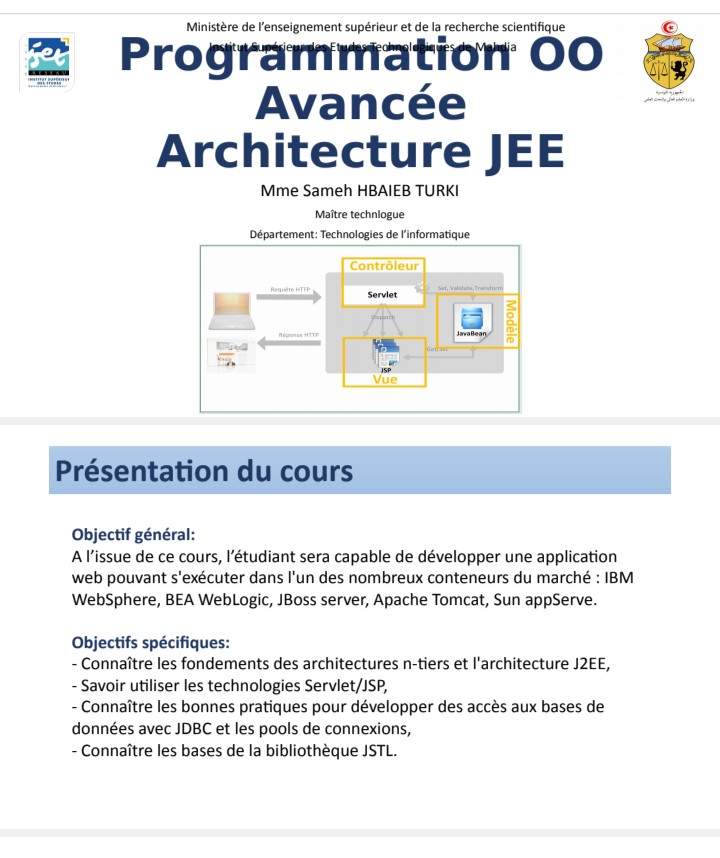 Ministère de l'enseignement supérieur et de la recherche scientifique
Institut Supérieur des Etudes Technologiques de Mahdia
Programmation OO
Avancée
Architecture JEE
Mme Sameh HBAIEB TURKI
Maître technlogue
Département: Technologies de l'informatique
Contrôleur
Servlet
Requête HTTP
Set, Validate,Transform
Dispatch
JavaBean
Modèle
Réponse HTTP
JSP
Vue
Présentation du cours
Objectif général:
A l'issue de ce cours, l'étudiant sera capable de développer une application
web pouvant s'exécuter dans l'un des nombreux conteneurs du marché : IBM
WebSphere, BEA WebLogic, JBoss server, Apache Tomcat, Sun appServe.
Objectifs spécifiques:
- Connaître les fondements des architectures n-tiers et l'architecture J2EE,
- Savoir utiliser les technologies Servlet/JSP,
- Connaître les bonnes pratiques pour développer des accès aux bases de
données avec JDBC et les pools de connexions,
- Connaître les bases de la bibliothèque JSTL.